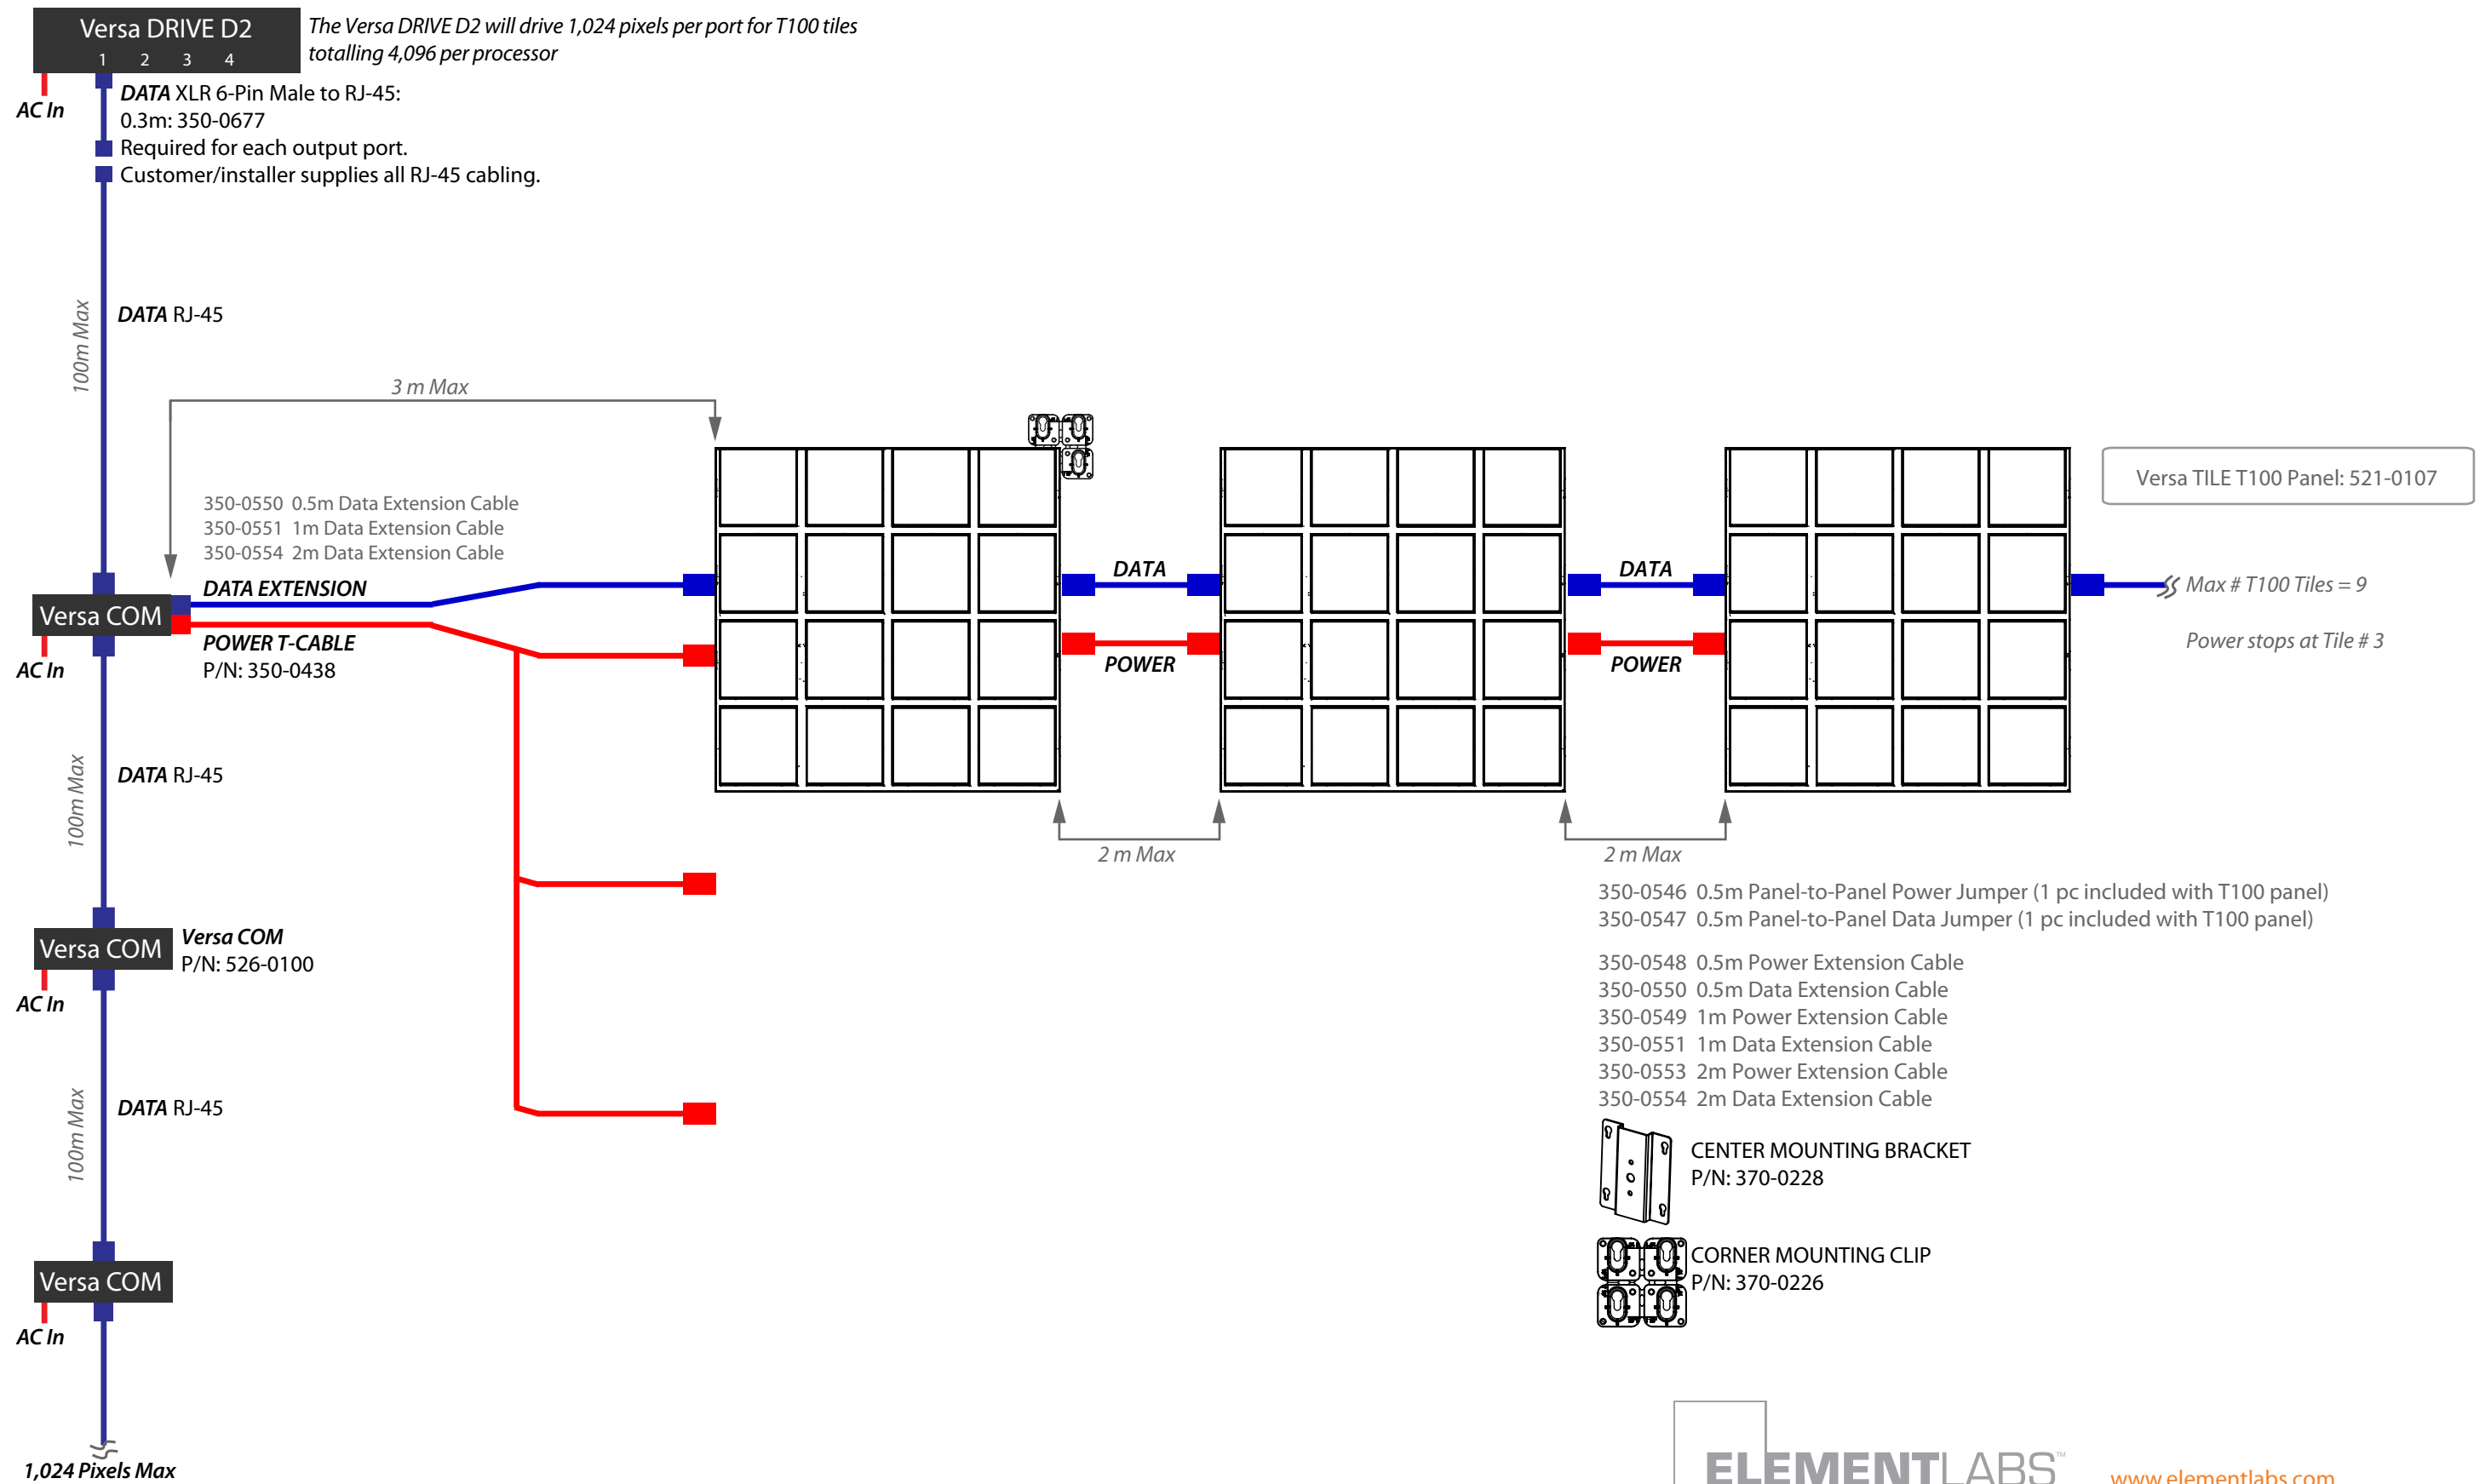 Versa DRIVE D2
1 2 3 4
The Versa DRIVE D2 will drive 1,024 pixels per port for T100 tiles
totalling 4,096 per processor
AC In
DATA XLR 6-Pin Male to RJ-45:
0.3m: 350-0677
Required for each output port.
Customer/installer supplies all RJ-45 cabling.
100m Max
DATA RJ-45
3 m Max
350-0550 0.5m Data Extension Cable
350-0551 1m Data Extension Cable
350-0554 2m Data Extension Cable
DATA EXTENSION
Versa COM
POWER T-CABLE
P/N: 350-0438
AC In
DATA
POWER
DATA
POWER
Versa TILE T100 Panel: 521-0107
Max # T100 Tiles = 9
Power stops at Tile # 3
100m Max
DATA RJ-45
2 m Max
2 m Max
Versa COM
Versa COM
P/N: 526-0100
AC In
350-0546 0.5m Panel-to-Panel Power Jumper (1 pc included with T100 panel)
350-0547 0.5m Panel-to-Panel Data Jumper (1 pc included with T100 panel)
350-0548 0.5m Power Extension Cable
350-0550 0.5m Data Extension Cable
350-0549 1m Power Extension Cable
350-0551 1m Data Extension Cable
350-0553 2m Power Extension Cable
350-0554 2m Data Extension Cable
100m Max
DATA RJ-45
CENTER MOUNTING BRACKET
P/N: 370-0228
CORNER MOUNTING CLIP
P/N: 370-0226
Versa COM
AC In
1,024 Pixels Max
ELEMENTLABS™
www.elementlabs.com